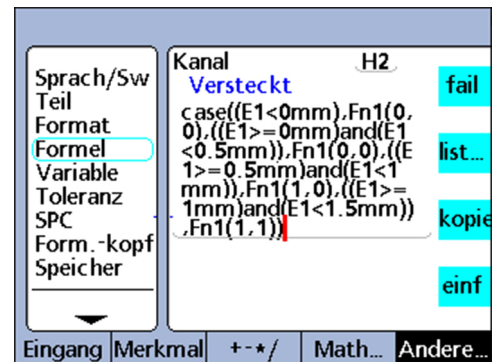 Sprach/Sw
Teil
Format
Formel
Variable
Toleranz
SPC
Form.-kopf
Speicher
Kanal H2
Versteckt
case((E1<0mm),Fn1(0,
0),((E1>=0mm)and(E1
<0.5mm)),Fn1(0,0),((E
1>=0.5mm)and(E1<1
mm)),Fn1(1,0),((E1>=
1mm)and(E1<1.5mm))
,Fn1(1,1))
fail
list...
kopie
einf
Eingang Merkmal +-*/ Math... Andere...